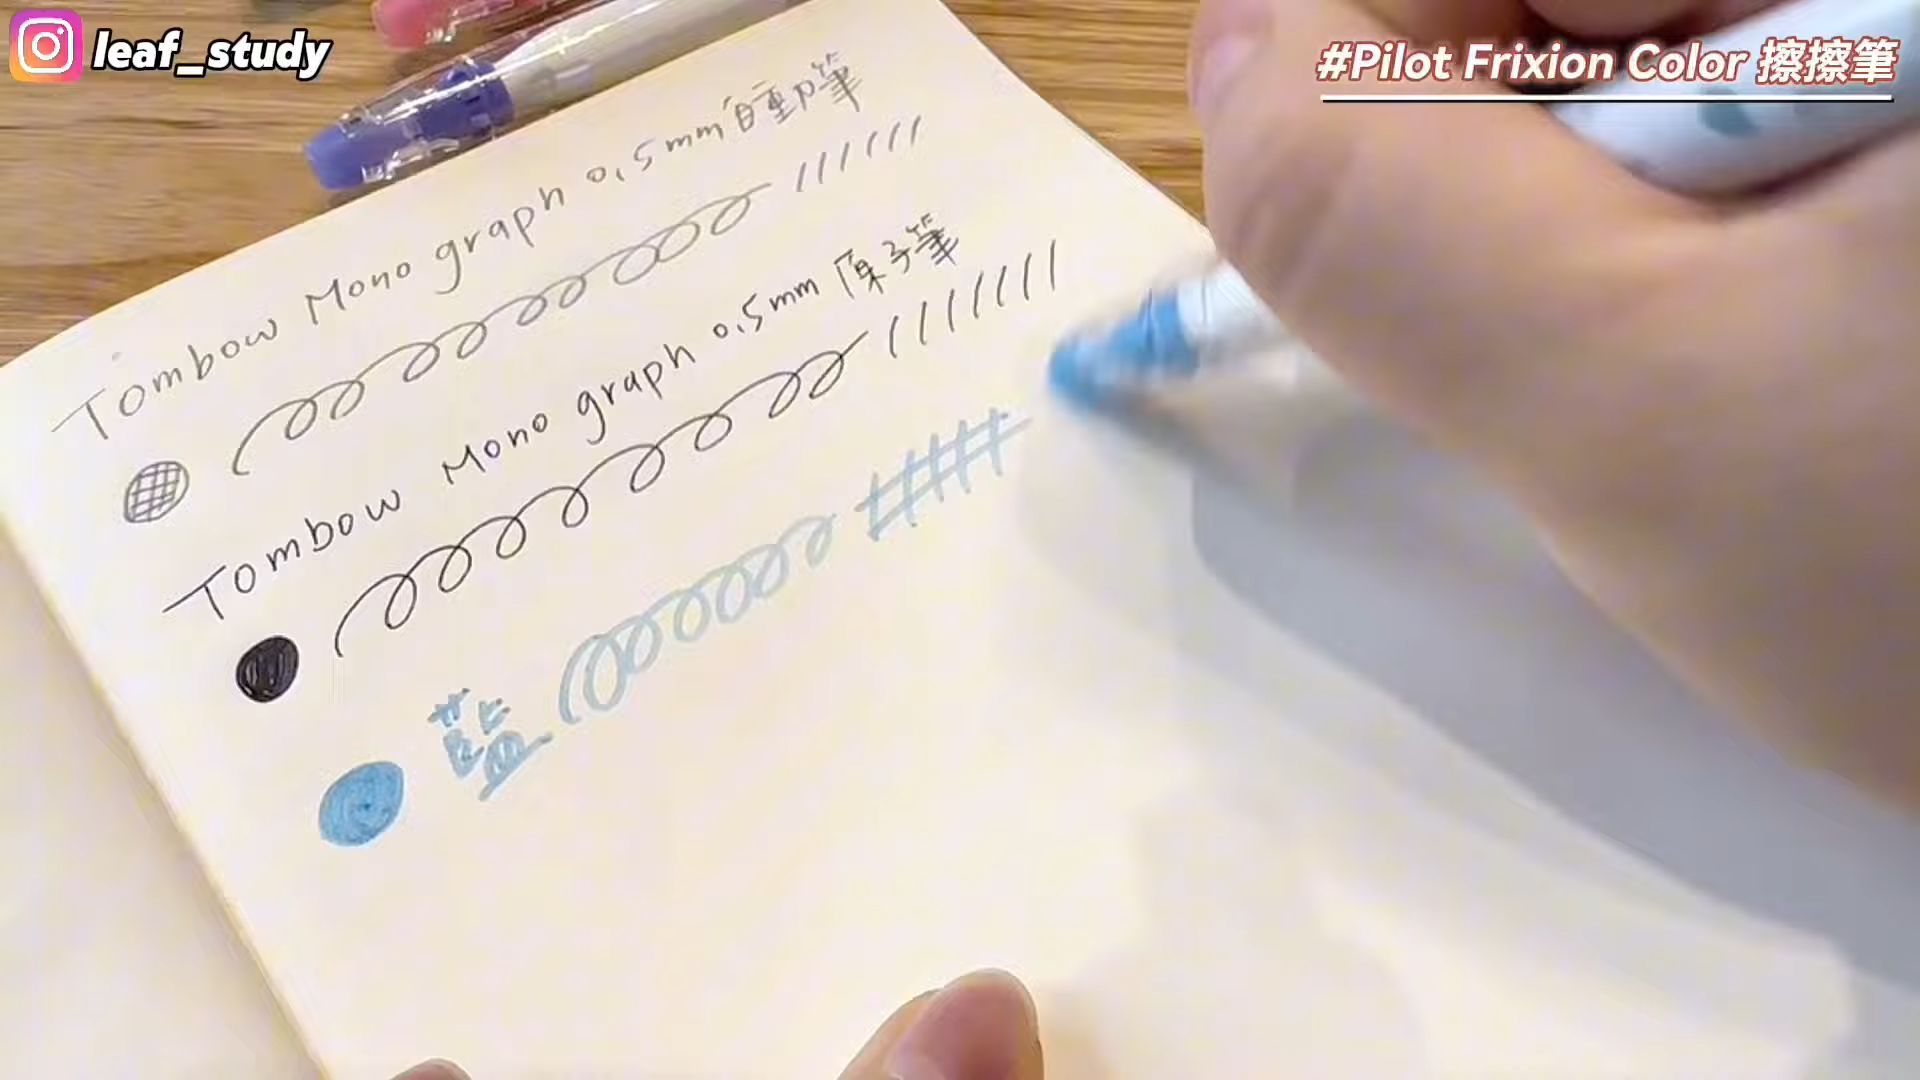 leaf_study
#Pilot Frixion Color 擦擦筆
Tombow Mono graph 0.5mm 自動筆
Tombow Mono graph 0.5mm 原子筆
藍